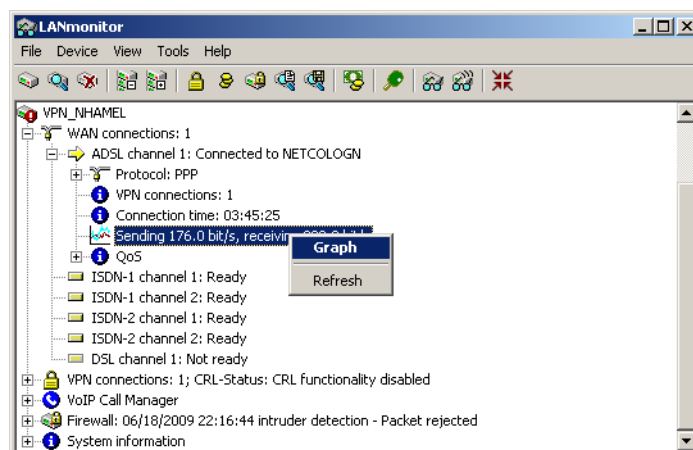 LANmonitor
File Device View Tools Help
VPN_NHAMEL
WAN connections: 1
ADSL channel 1: Connected to NETCOLOGN
Protocol: PPP
VPN connections: 1
Connection time: 03:45:25
Sending 176.0 bit/s,
Graph
QoS
Refresh
ISDN-1 channel 1: Ready
ISDN-1 channel 2: Ready
ISDN-2 channel 1: Ready
ISDN-2 channel 2: Ready
DSL channel 1: Not ready
VPN connections: 1; CRL-Status: CRL functionality disabled
VoIP Call Manager
Firewall: 06/18/2009 22:16:44 intruder detection - Packet rejected
System information